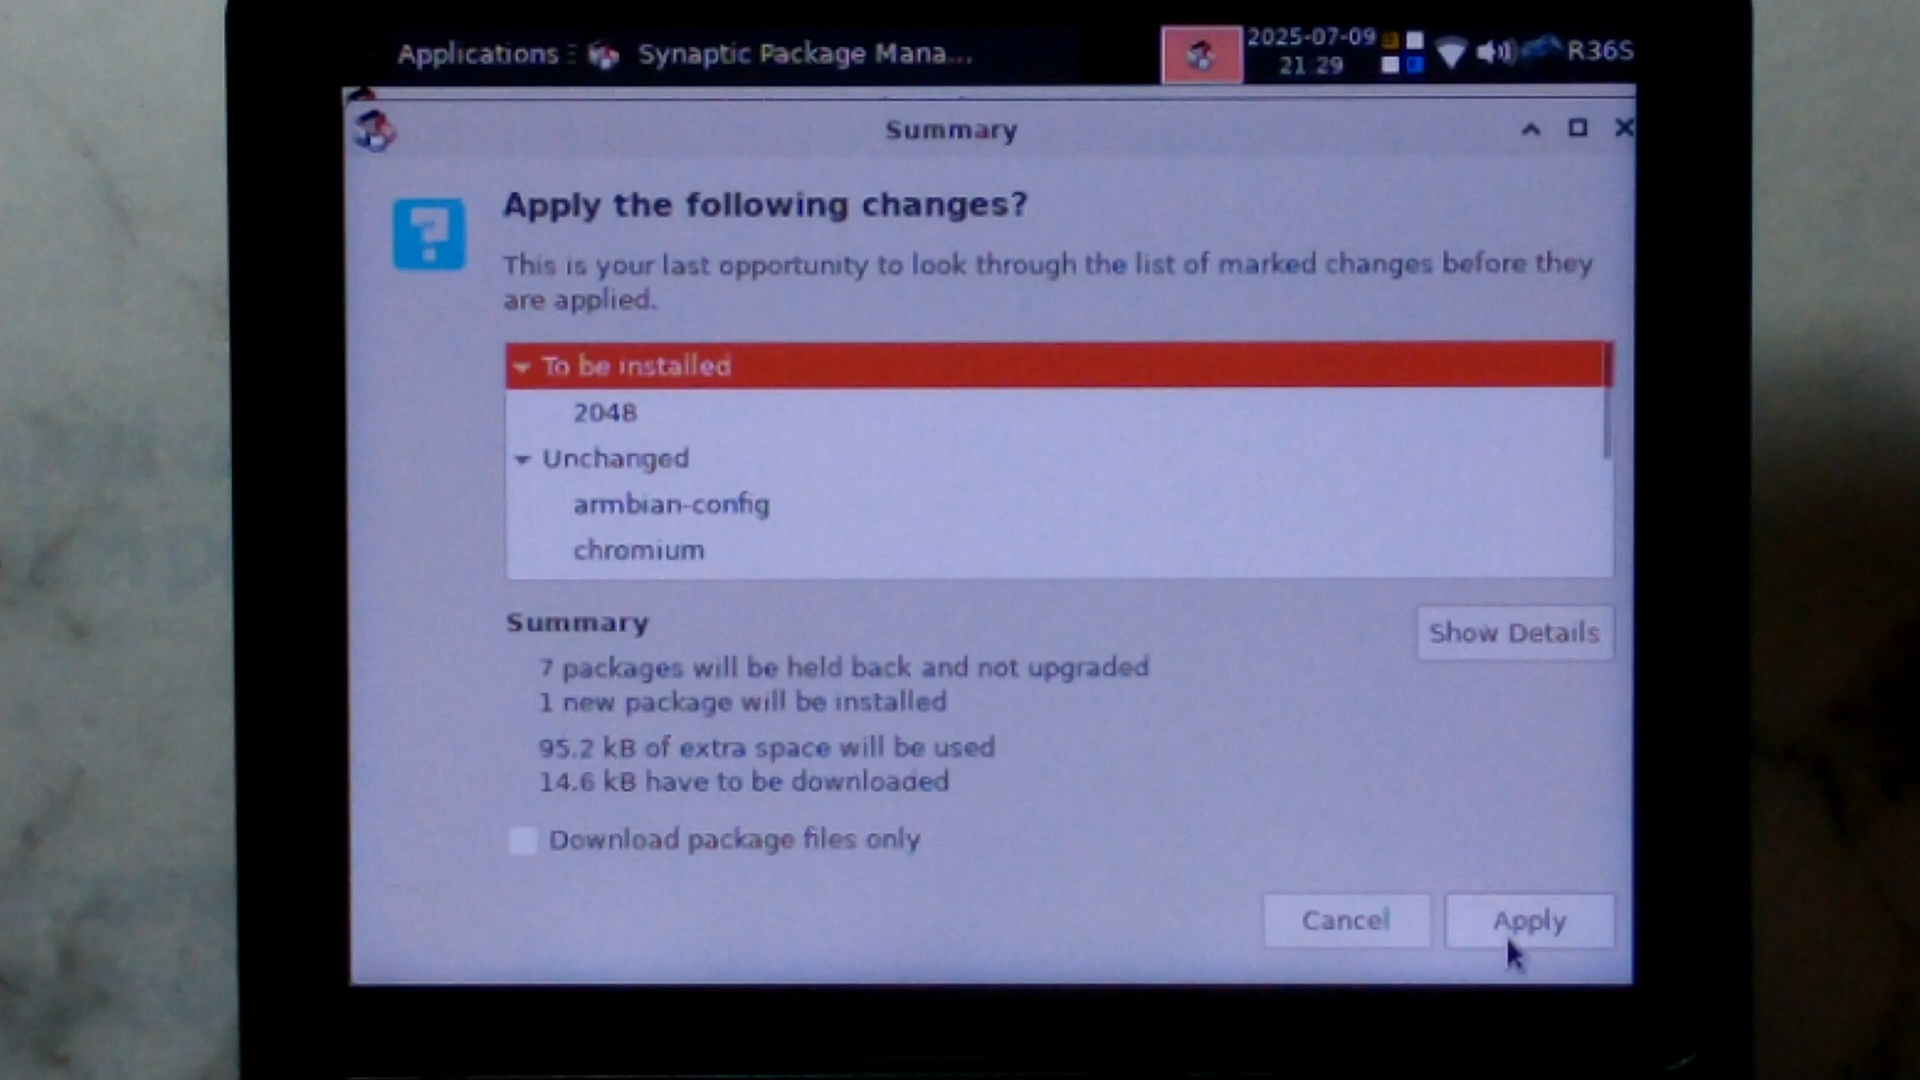 Applications
Synaptic Package Mana...
2025-07-09
21 29
R36S
Summary
Apply the following changes?
This is your last opportunity to look through the list of marked changes before they
are applied.
To be installed
2048
Unchanged
armbian-config
chromium
Summary
Show Details
7 packages will be held back and not upgraded
1 new package will be installed
95.2 kB of extra space will be used
14.6 kB have to be downloaded
Download package files only
Cancel
Apply